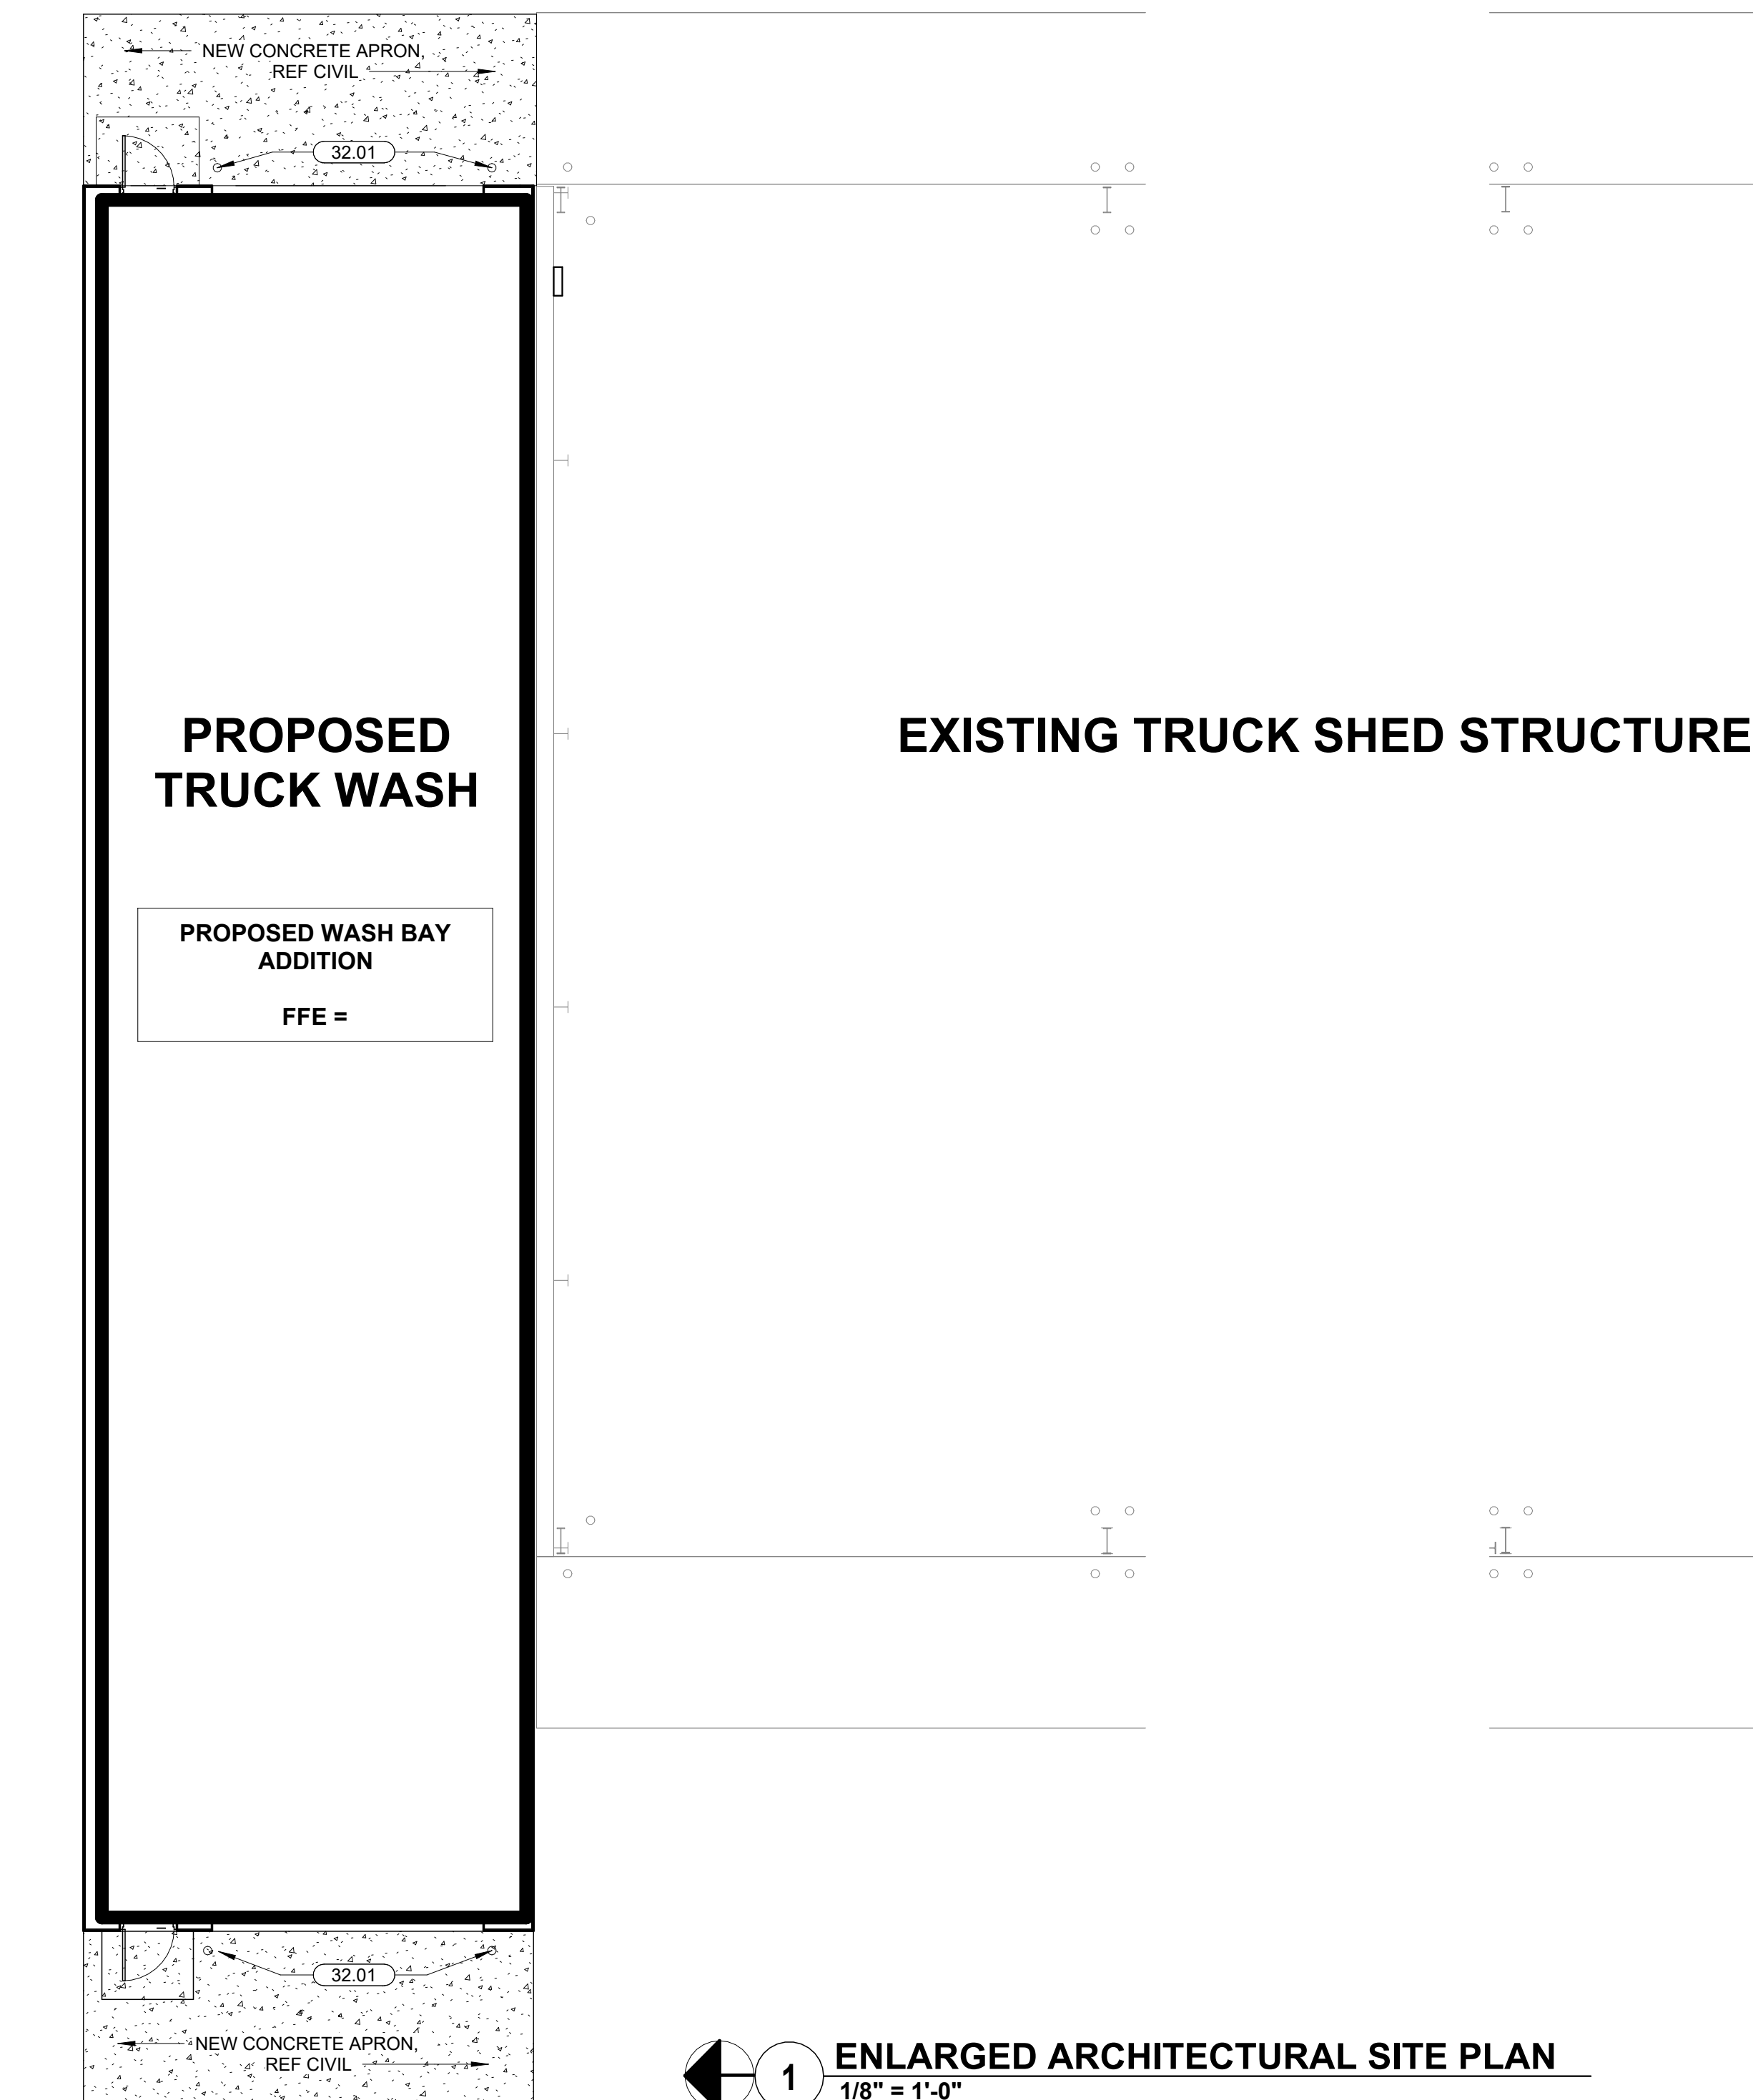 NEW CONCRETE APRON,
REF CIVIL
32.01
PROPOSED
TRUCK WASH
EXISTING TRUCK SHED STRUCTURE
PROPOSED WASH BAY
ADDITION
FFE =
32.01
NEW CONCRETE APRON,
REF CIVIL
1
ENLARGED ARCHITECTURAL SITE PLAN
1/8" = 1'-0"